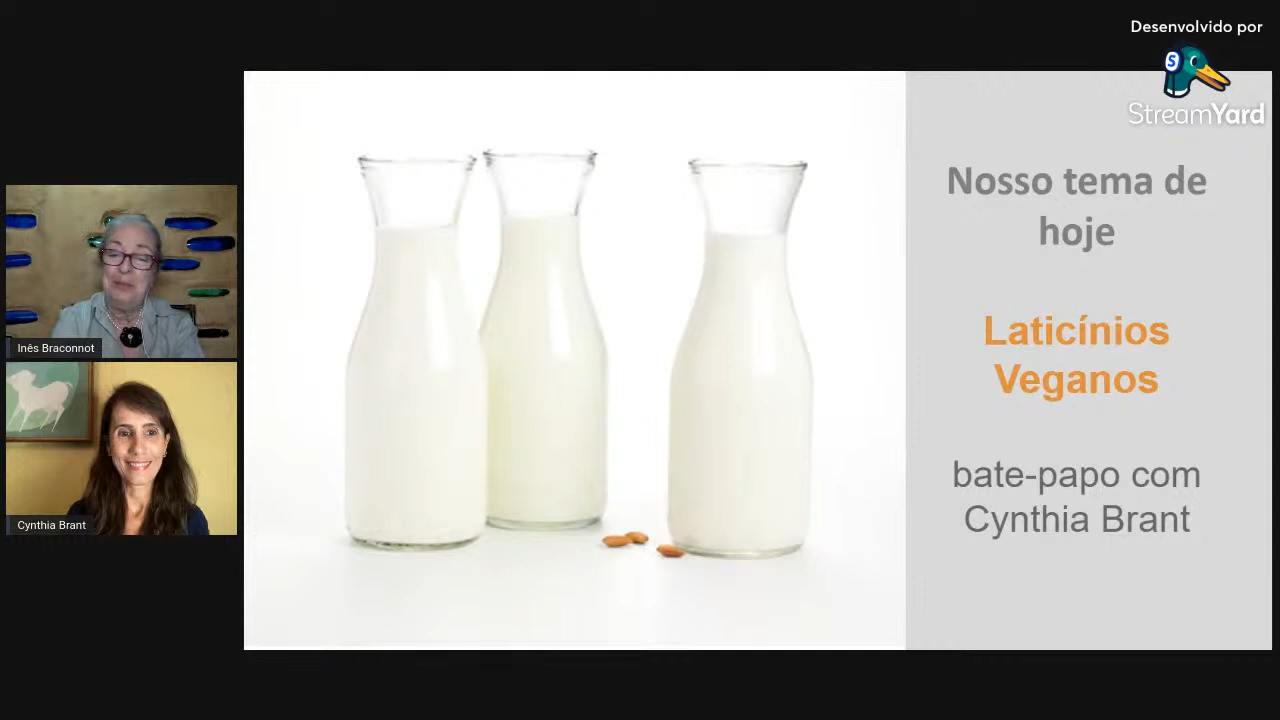 Desenvolvido por
StreamYard
Nosso tema de
hoje
Laticínios
Veganos
bate-papo com
Cynthia Brant
Inês Braconnot
Cynthia Brant